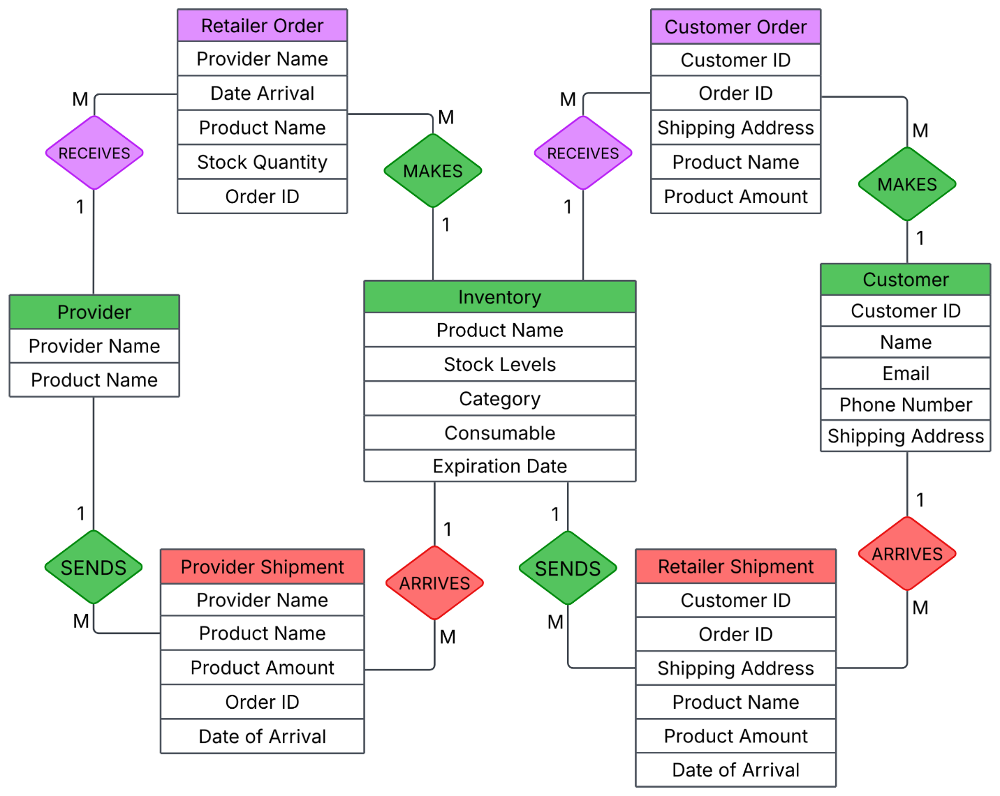 Retailer Order
Provider Name
Date Arrival
Product Name
Stock Quantity
Order ID
M
RECEIVES
1
M
MAKES
1
Customer Order
Customer ID
Order ID
Shipping Address
Product Name
Product Amount
M
RECEIVES
1
M
MAKES
1
Provider
Provider Name
Product Name
Inventory
Product Name
Stock Levels
Category
Consumable
Expiration Date
Customer
Customer ID
Name
Email
Phone Number
Shipping Address
1
SENDS
M
Provider Shipment
Provider Name
Product Name
Product Amount
Order ID
Date of Arrival
1
ARRIVES
M
1
SENDS
M
Retailer Shipment
Customer ID
Order ID
Shipping Address
Product Name
Product Amount
Date of Arrival
1
ARRIVES
M